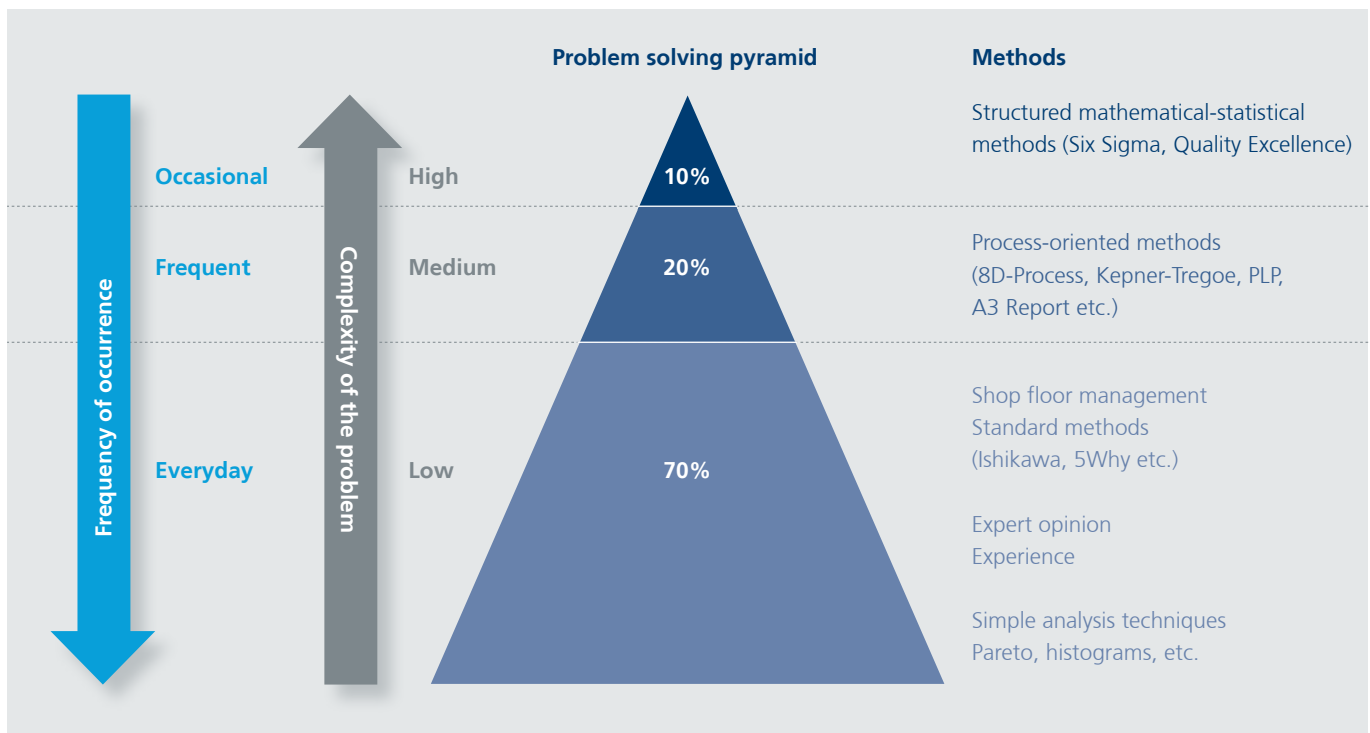 Problem solving pyramid
Methods
Structured mathematical-statistical
methods (Six Sigma, Quality Excellence)
Occasional
High
10%
Frequency of occurrence
Complexity of the problem
Frequent
Medium
20%
Process-oriented methods
(8D-Process, Kepner-Tregoe, PLP,
A3 Report etc.)
Everyday
Low
70%
Shop floor management
Standard methods
(Ishikawa, 5Why etc.)
Expert opinion
Experience
Simple analysis techniques
Pareto, histograms, etc.